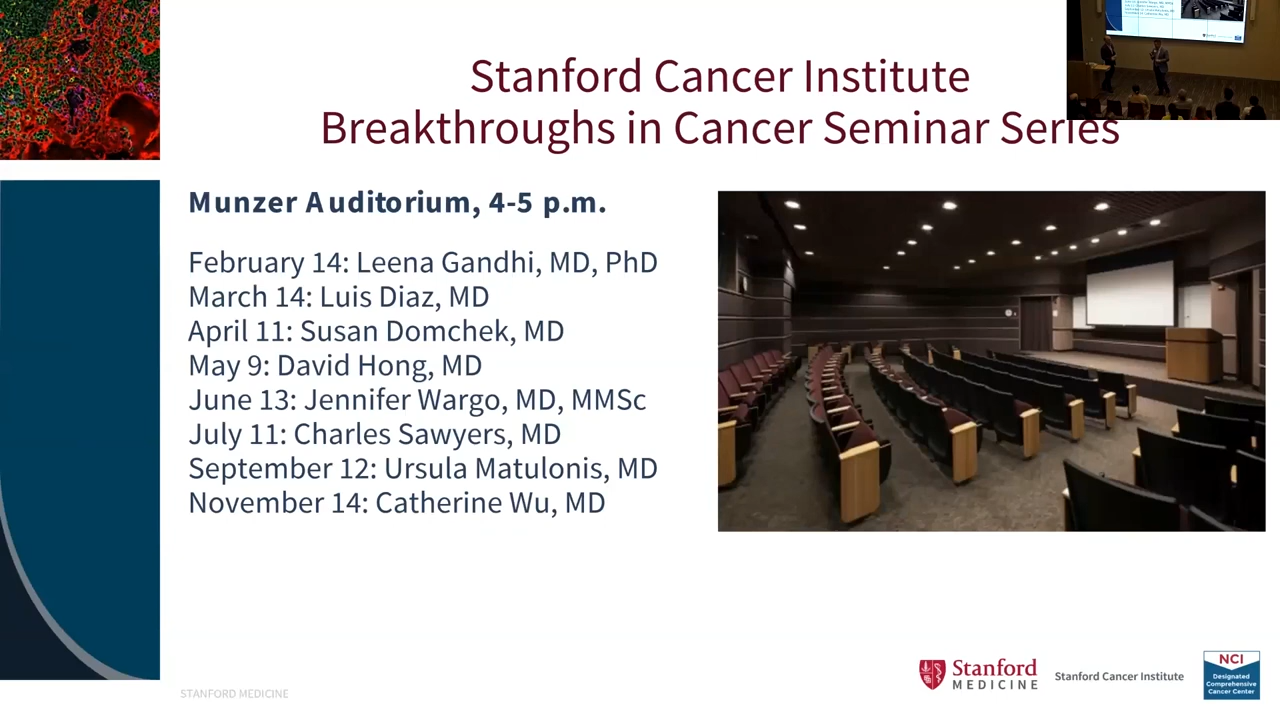 Stanford Cancer Institute
Breakthroughs in Cancer Seminar Series
Munzer Auditorium, 4-5 p.m.
February 14: Leena Gandhi, MD, PhD
March 14: Luis Diaz, MD
April 11: Susan Domchek, MD
May 9: David Hong, MD
June 13: Jennifer Wargo, MD, MMSc
July 11: Charles Sawyers, MD
September 12: Ursula Matulonis, MD
November 14: Catherine Wu, MD
STANFORD MEDICINE
Stanford
MEDICINE
Stanford Cancer Institute
NCI
Designated
Comprehensive
Cancer Center